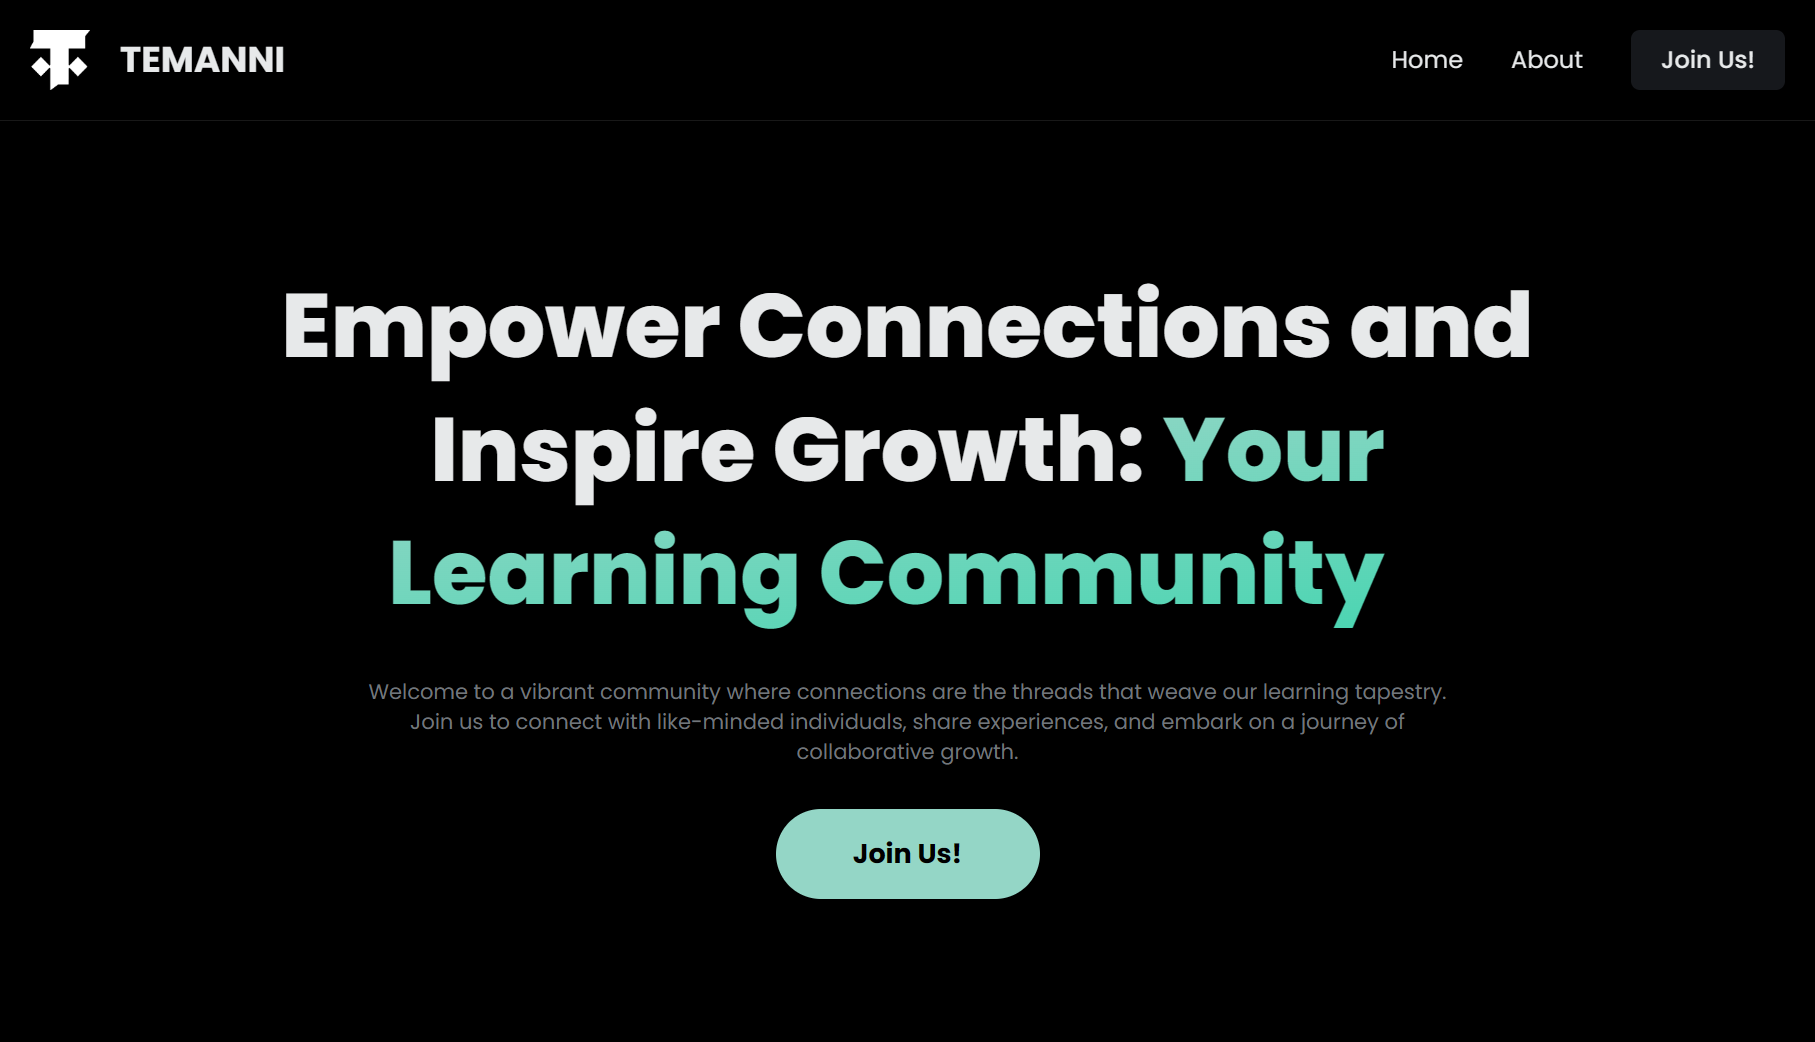 TEMANNI
Home
About
Join Us!
Empower Connections and
Inspire Growth: Your
Learning Community
Welcome to a vibrant community where connections are the threads that weave our learning tapestry.
Join us to connect with like-minded individuals, share experiences, and embark on a journey of
collaborative growth.
Join Us!